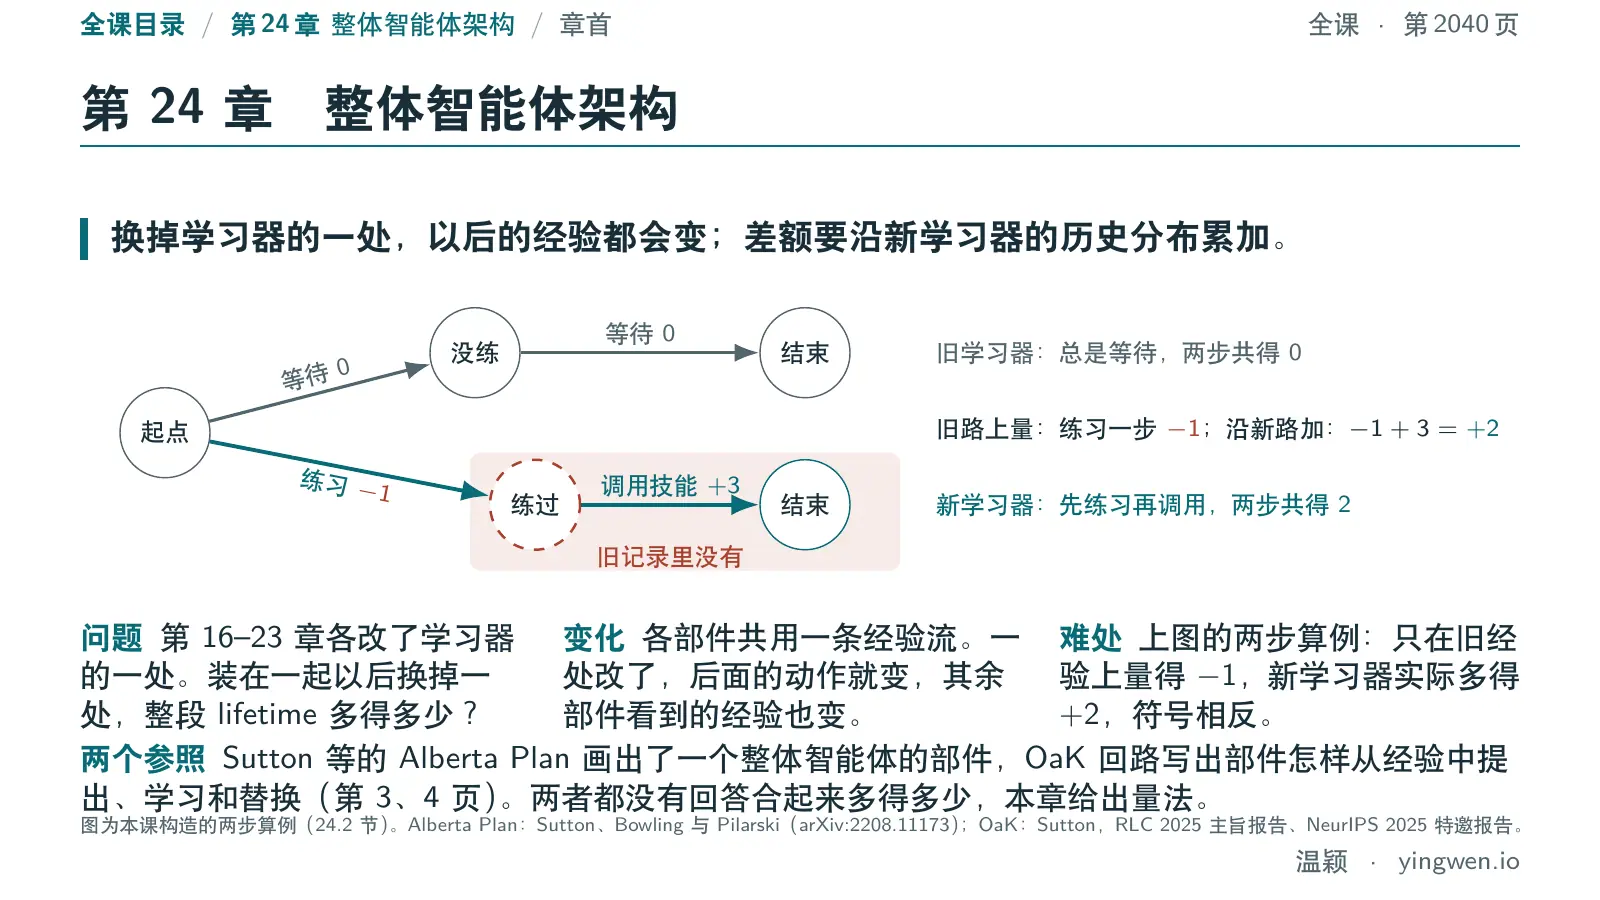 全课目录 / 第 24 章 整体智能体架构 / 章首
全课 · 第 2040 页
第 24 章 整体智能体架构
换掉学习器的一处，以后的经验都会变；差额要沿新学习器的历史分布累加。
起点
等待 0
没练
等待 0
结束
练习 −1
练过
调用技能 +3
结束
旧记录里没有
旧学习器：总是等待，两步共得 0
旧路上量：练习一步 −1；沿新路加：−1 + 3 = +2
新学习器：先练习再调用，两步共得 2
问题 第 16–23 章各改了学习器
的一处。装在一起以后换掉一
处，整段 lifetime 多得多少？
变化 各部件共用一条经验流。一
处改了，后面的动作就变，其余
部件看到的经验也变。
难处 上图的两步算例：只在旧经
验上量得 −1，新学习器实际多得
+2，符号相反。
两个参照 Sutton 等的 Alberta Plan 画出了一个整体智能体的部件，OaK 回路写出部件怎样从经验中提
出、学习和替换（第 3、4 页）。两者都没有回答合起来多得多少，本章给出量法。
图为本课构造的两步算例（24.2 节）。Alberta Plan：Sutton、Bowling 与 Pilarski（arXiv:2208.11173）；OaK：Sutton，RLC 2025 主旨报告、NeurIPS 2025 特邀报告。
温颖 · yingwen.io